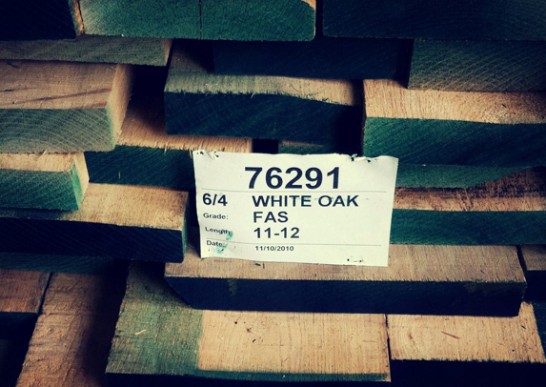 76291
6/4 WHITE OAK
Grade: FAS
Length: 11-12
Date: 11/10/2010